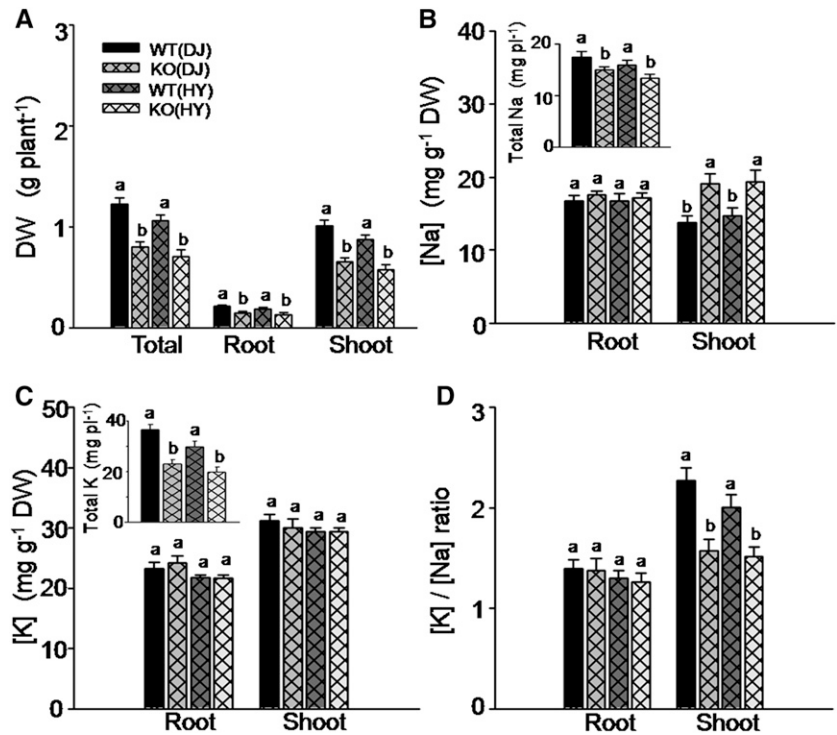 A
3
2
1
0
DW (g plant-1)
WT(DJ)
KO(DJ)
WT(HY)
KO(HY)
a
b
a
b
a
b
a
b
a
b
a
b
Total Root Shoot
B
40
30
20
10
0
[Na] (mg g-1 DW)
20
10
0
Total Na (mg pl-1)
a
b
a
b
a a a a
b
a
b
a
Root Shoot
C
50
40
30
20
10
0
[K] (mg g-1 DW)
40
20
0
Total K (mg pl-1)
a
b
a
b
a a a a
a a a a
Root Shoot
D
3
2
1
0
[K] / [Na] ratio
a a a a
a
b
a
b
Root Shoot